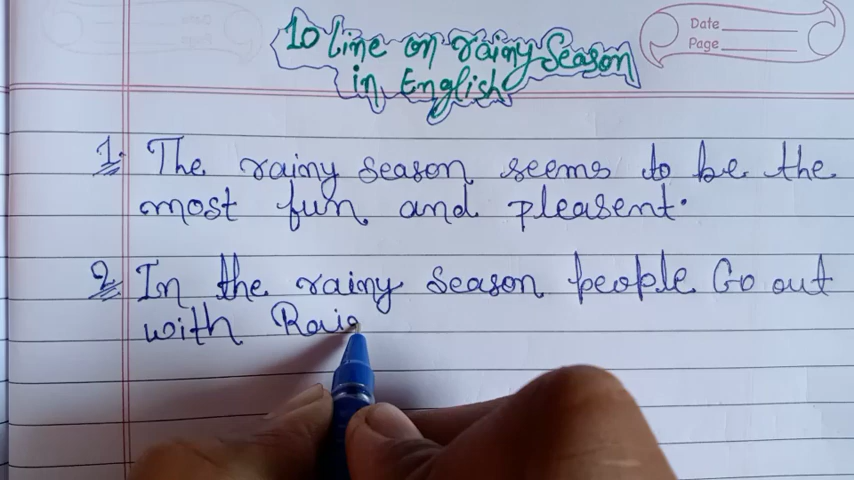 Date
Page
10 line on rainy Season
in English
1. The rainy season seems to be the
most fun and pleasent.
2. In the rainy season people Go out
with Rai